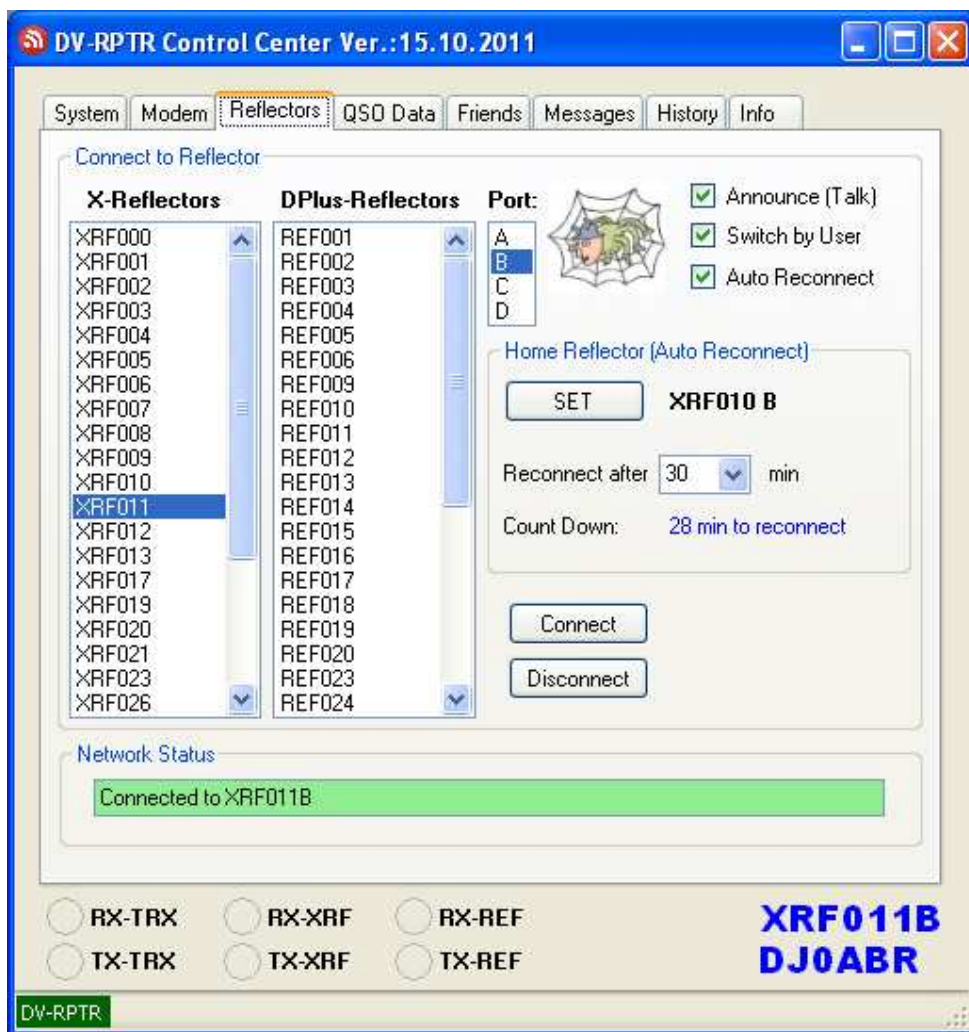 DV-RPTR Control Center Ver.:15.10.2011
System Modem Reflectors QSO Data Friends Messages History Info
Connect to Reflector
X-Reflectors
XRF000
XRF001
XRF002
XRF003
XRF004
XRF005
XRF006
XRF007
XRF008
XRF009
XRF010
XRF011
XRF012
XRF013
XRF017
XRF019
XRF020
XRF021
XRF023
XRF026
DPlus-Reflectors
REF001
REF002
REF003
REF004
REF005
REF006
REF009
REF010
REF011
REF012
REF013
REF014
REF015
REF016
REF017
REF018
REF019
REF020
REF023
REF024
Port:
A
B
C
D
Announce (Talk)
Switch by User
Auto Reconnect
Home Reflector (Auto Reconnect)
SET XRF010 B
Reconnect after 30 min
Count Down: 28 min to reconnect
Connect
Disconnect
Network Status
Connected to XRF011B
RX-TRX RX-XRF RX-REF XRF011B
TX-TRX TX-XRF TX-REF DJ0ABR
DV-RPTR